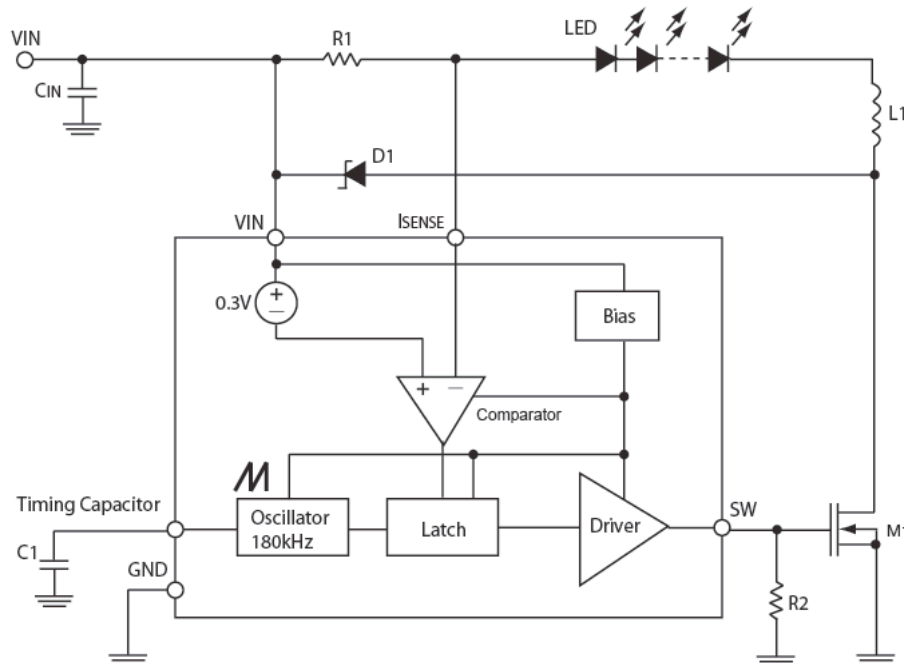 VIN
R1
LED
CIN
L1
D1
VIN
ISENSE
0.3V
+
−
Bias
+ −
Comparator
Timing Capacitor
Oscillator
180kHz
Latch
Driver
SW
M1
C1
GND
R2